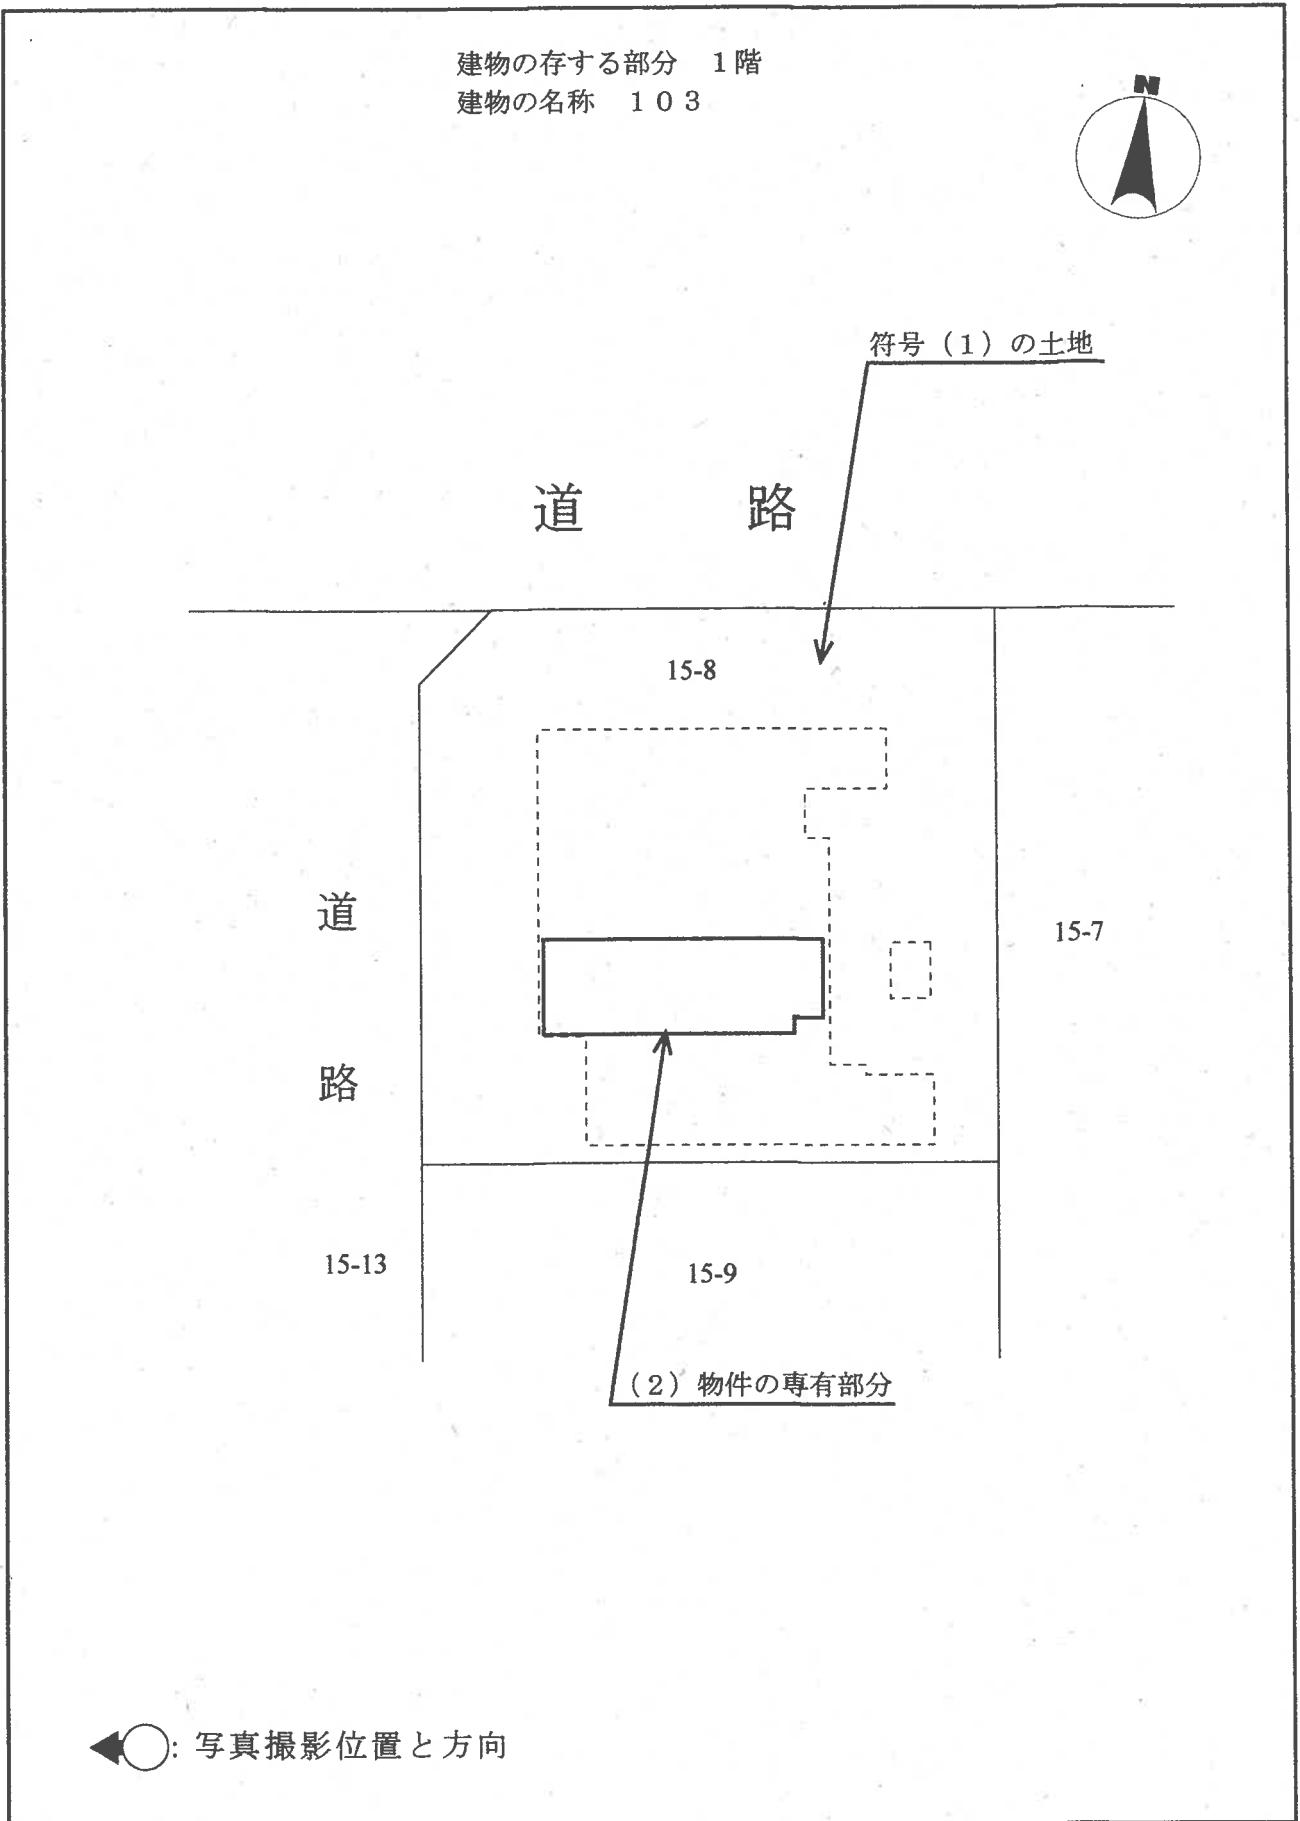 建物の存する部分　1階
建物の名称　１０３
N
符号（1）の土地
道　路
15-8
道
路
15-7
15-13
15-9
（2）物件の専有部分
: 写真撮影位置と方向